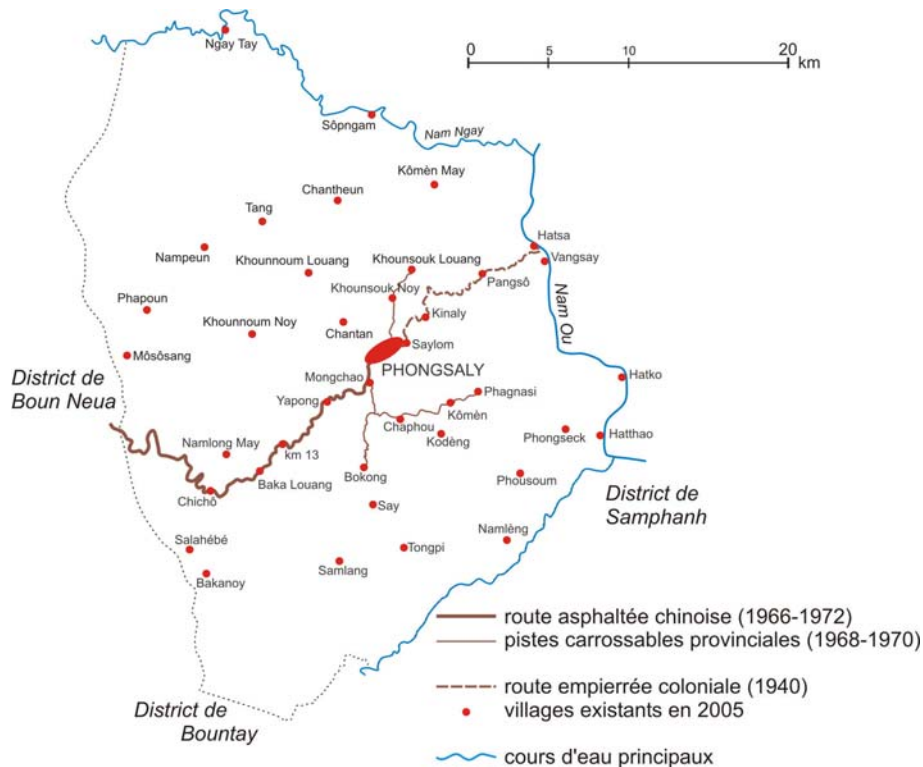 Ngay Tay
0
5
10
20
km
Sôpngam
Nam Ngay
Kômèn May
Chantheun
Tang
Hatsa
Nampeun
Khounnoum Louang
Khounsouk Louang
Vangsay
Pangsô
Khounsouk Noy
Nam Ou
Phapoun
Kinaly
Khounnoum Noy
Chantan
Saylom
Môsôsang
PHONGSALY
District de
Boun Neua
Mongchao
Hatko
Yapong
Phagnasi
Kômèn
Chaphou
Namlong May
km 13
Kodèng
Phongseck
Hatthao
Baka Louang
Bokong
Phousoum
Chichô
Say
District de
Samphanh
Salahébé
Tongpi
Namlèng
Bakanoy
Samlang
route asphaltée chinoise (1966-1972)
pistes carrossables provinciales (1968-1970)
route empierrée coloniale (1940)
villages existants en 2005
District de
Bountay
cours d'eau principaux